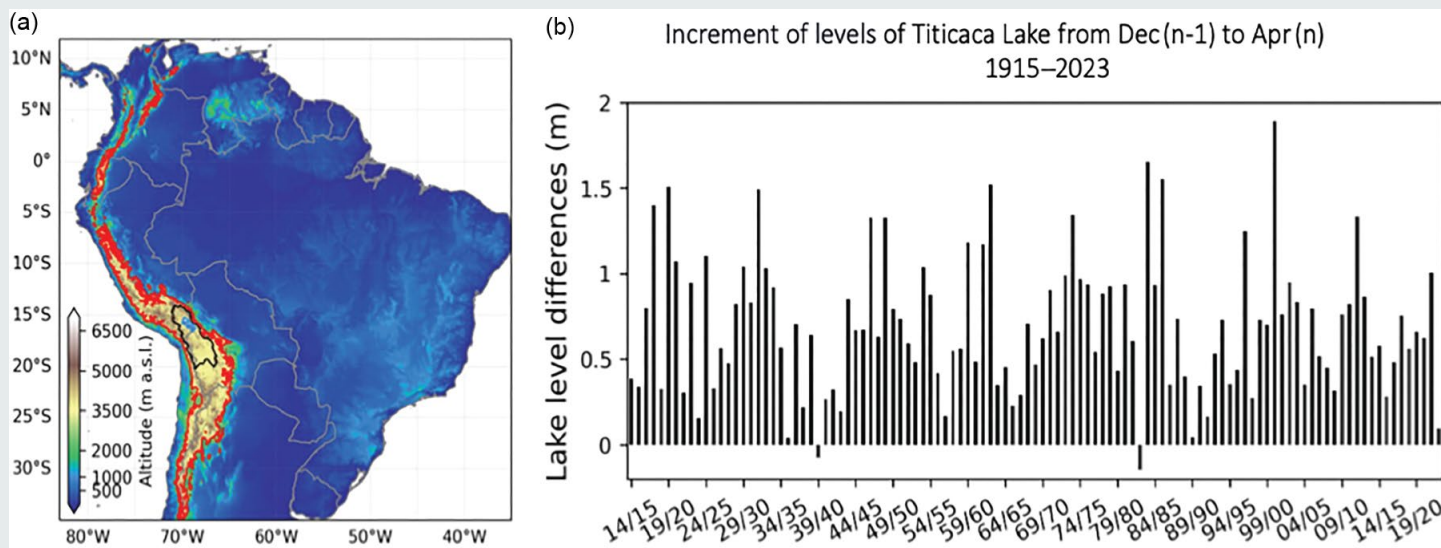 (a)
10°N
5°N
0°
5°S
10°S
15°S
20°S
25°S
30°S
80°W 70°W 60°W 50°W 40°W
6500
5000
3500
2000
1000
500
Altitude (m a.s.l.)
(b)
Increment of levels of Titicaca Lake from Dec(n-1) to Apr(n)
1915–2023
Lake level differences (m)
2
1.5
1
0.5
0
14/15 19/20 24/25 29/30 34/35 39/40 44/45 49/50 54/55 59/60 64/65 69/70 74/75 79/80 84/85 89/90 94/95 99/00 04/05 09/10 14/15 19/20